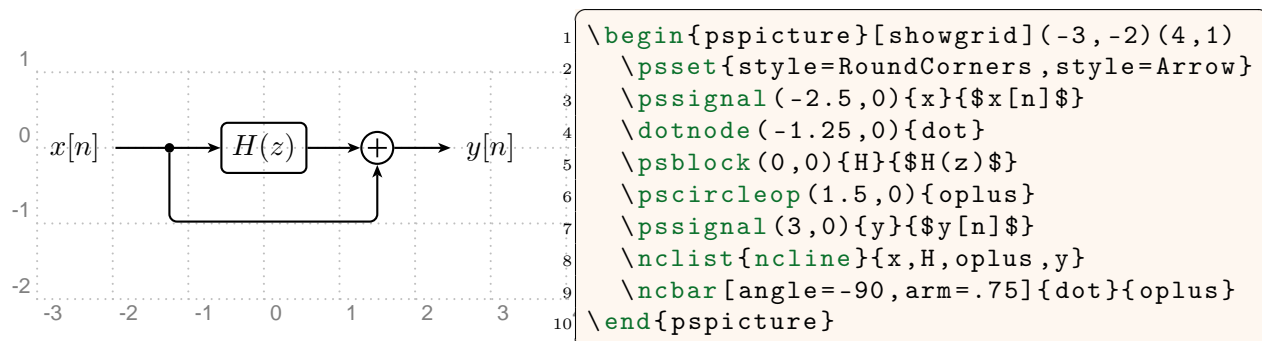 1
0
-1
-2
-3 -2 -1 0 1 2 3
x[n] H(z) + y[n]
1 \begin{pspicture}[showgrid](-3,-2)(4,1)
2 \psset{style=RoundCorners,style=Arrow}
3 \pssignal(-2.5,0){x}{$x[n]$}
4 \dotnode(-1.25,0){dot}
5 \psblock(0,0){H}{$H(z)$}
6 \pscircleop(1.5,0){oplus}
7 \pssignal(3,0){y}{$y[n]$}
8 \nclist{ncline}{x,H,oplus,y}
9 \ncbar[angle=-90,arm=.75]{dot}{oplus}
10 \end{pspicture}